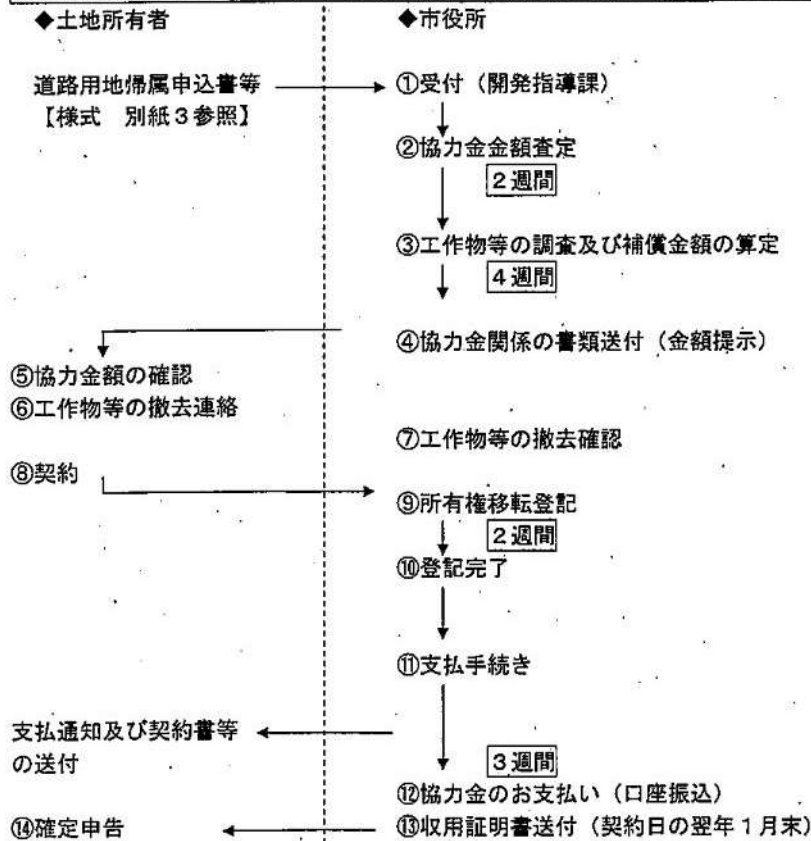 ◆土地所有者
◆市役所
道路用地帰属申込書等
【様式 別紙3参照】
①受付（開発指導課）
②協力金金額査定
2週間
③工作物等の調査及び補償金額の算定
4週間
④協力金関係の書類送付（金額提示）
⑤協力金額の確認
⑥工作物等の撤去連絡
⑦工作物等の撤去確認
⑧契約
⑨所有権移転登記
2週間
⑩登記完了
⑪支払手続き
支払通知及び契約書等
の送付
3週間
⑫協力金のお支払い（口座振込）
⑬収用証明書送付（契約日の翌年1月末）
⑭確定申告